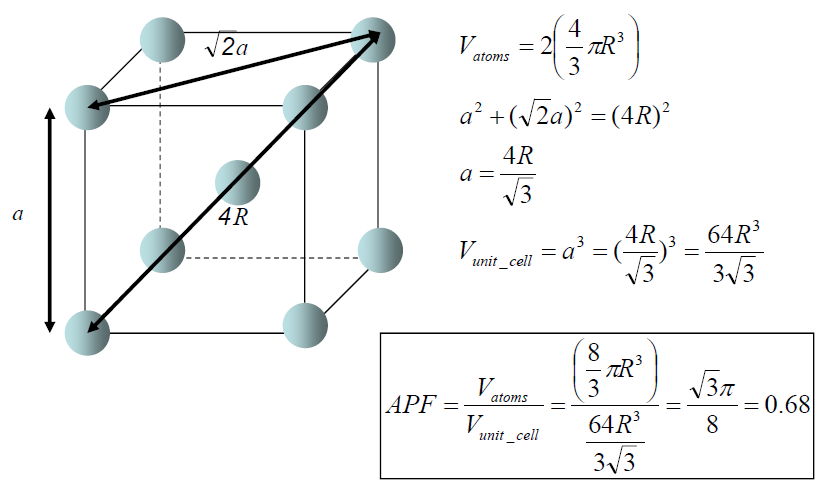 √2a
a
4R
V_atoms = 2(4/3 πR³)
a² + (√2a)² = (4R)²
a = 4R/√3
V_unit_cell = a³ = (4R/√3)³ = 64R³/3√3
APF = V_atoms/V_unit_cell = (8/3 πR³)/(64R³/3√3) = √3π/8 = 0.68